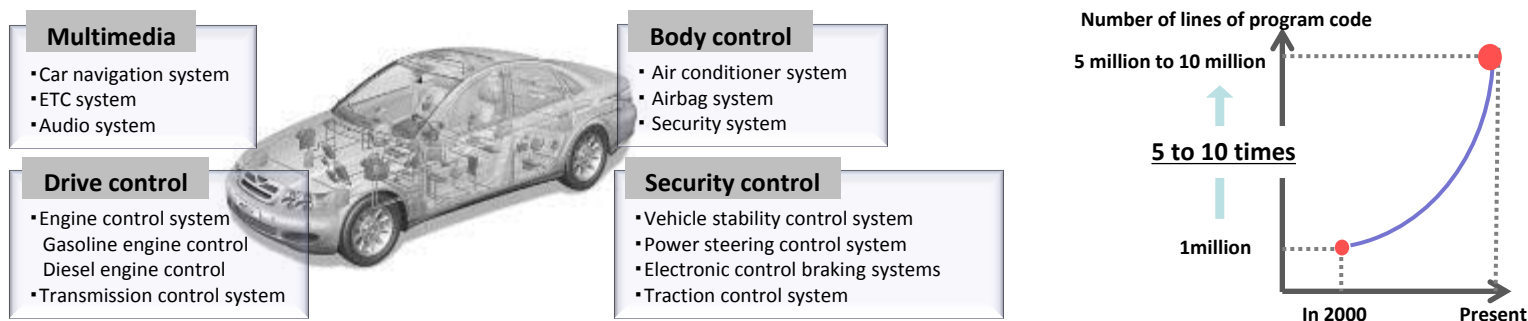 Multimedia
▪Car navigation system
▪ETC system
▪Audio system
Body control
▪ Air conditioner system
▪ Airbag system
▪ Security system
Drive control
▪Engine control system
Gasoline engine control
Diesel engine control
▪Transmission control system
Security control
▪Vehicle stability control system
▪Power steering control system
▪Electronic control braking systems
▪Traction control system
Number of lines of program code
5 million to 10 million
5 to 10 times
1million
In 2000
Present